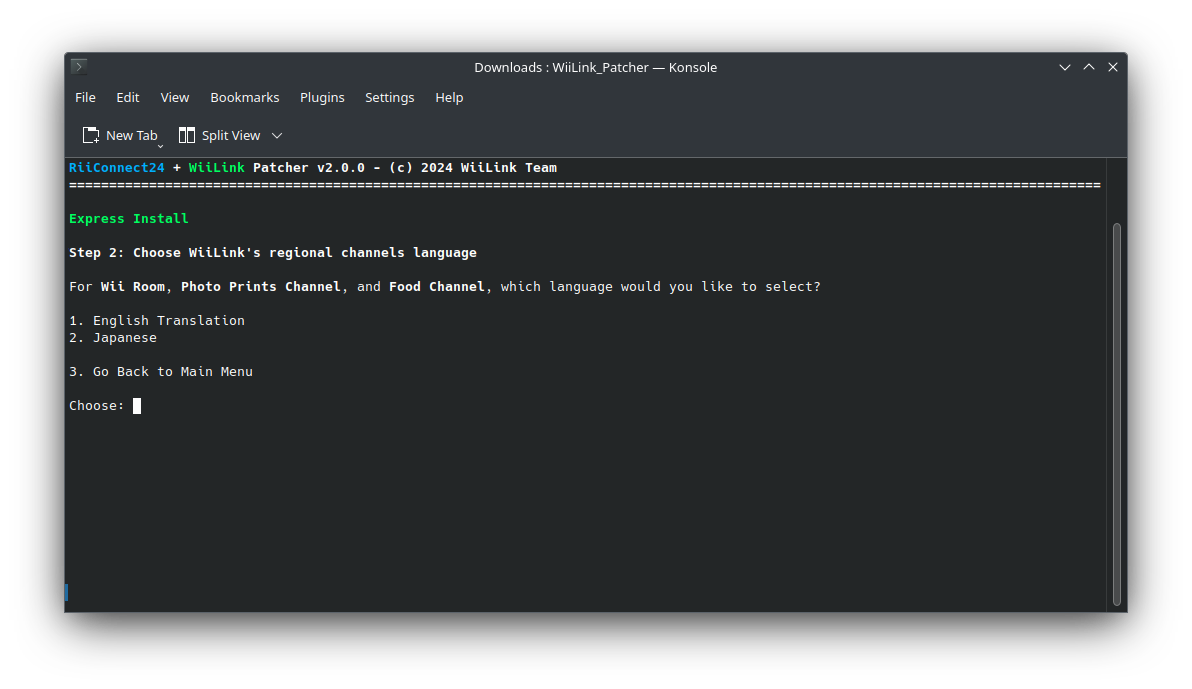 Downloads : WiiLink_Patcher — Konsole
File Edit View Bookmarks Plugins Settings Help
New Tab Split View
RiiConnect24 + WiiLink Patcher v2.0.0 - (c) 2024 WiiLink Team
=================================================================================================================================
Express Install
Step 2: Choose WiiLink's regional channels language
For Wii Room, Photo Prints Channel, and Food Channel, which language would you like to select?
1. English Translation
2. Japanese
3. Go Back to Main Menu
Choose: